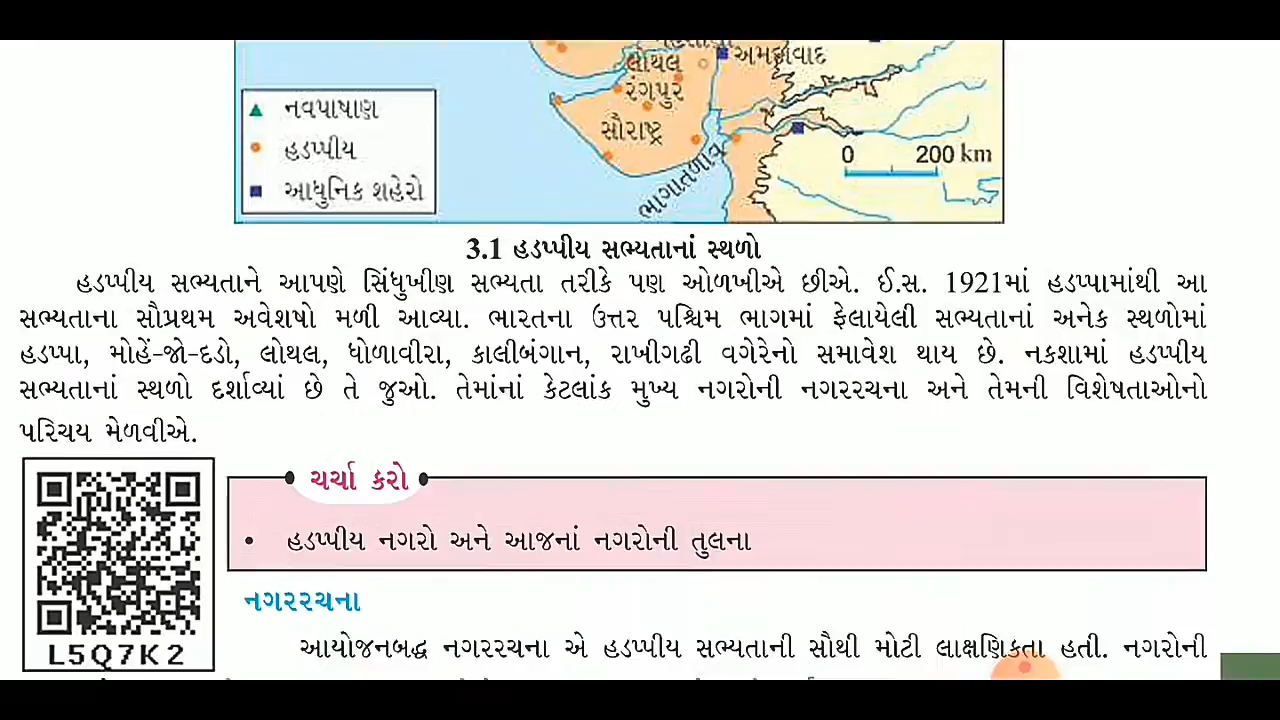 લોથલ
અમદાવાદ
રંગપુર
સૌરાષ્ટ્ર
ભાગાતળાવ
નવપાષાણ
હડપ્પીય
આધુનિક શહેરો
0 200 km
3.1 હડપ્પીય સભ્યતાનાં સ્થળો
હડપ્પીય સભ્યતાને આપણે સિંધુખીણ સભ્યતા તરીકે પણ ઓળખીએ છીએ. ઈ.સ. 1921માં હડપ્પામાંથી આ
સભ્યતાના સૌપ્રથમ અવેશષો મળી આવ્યા. ભારતના ઉત્તર પશ્ચિમ ભાગમાં ફેલાયેલી સભ્યતાનાં અનેક સ્થળોમાં
હડપ્પા, મોહેં-જો-દડો, લોથલ, ધોળાવીરા, કાલીબંગાન, રાખીગઢી વગેરેનો સમાવેશ થાય છે. નકશામાં હડપ્પીય
સભ્યતાનાં સ્થળો દર્શાવ્યાં છે તે જુઓ. તેમાંનાં કેટલાંક મુખ્ય નગરોની નગરરચના અને તેમની વિશેષતાઓનો
પરિચય મેળવીએ.
ચર્ચા કરો
• હડપ્પીય નગરો અને આજનાં નગરોની તુલના
L5Q7K2
નગરરચના
આયોજનબદ્ધ નગરરચના એ હડપ્પીય સભ્યતાની સૌથી મોટી લાક્ષણિકતા હતી. નગરોની